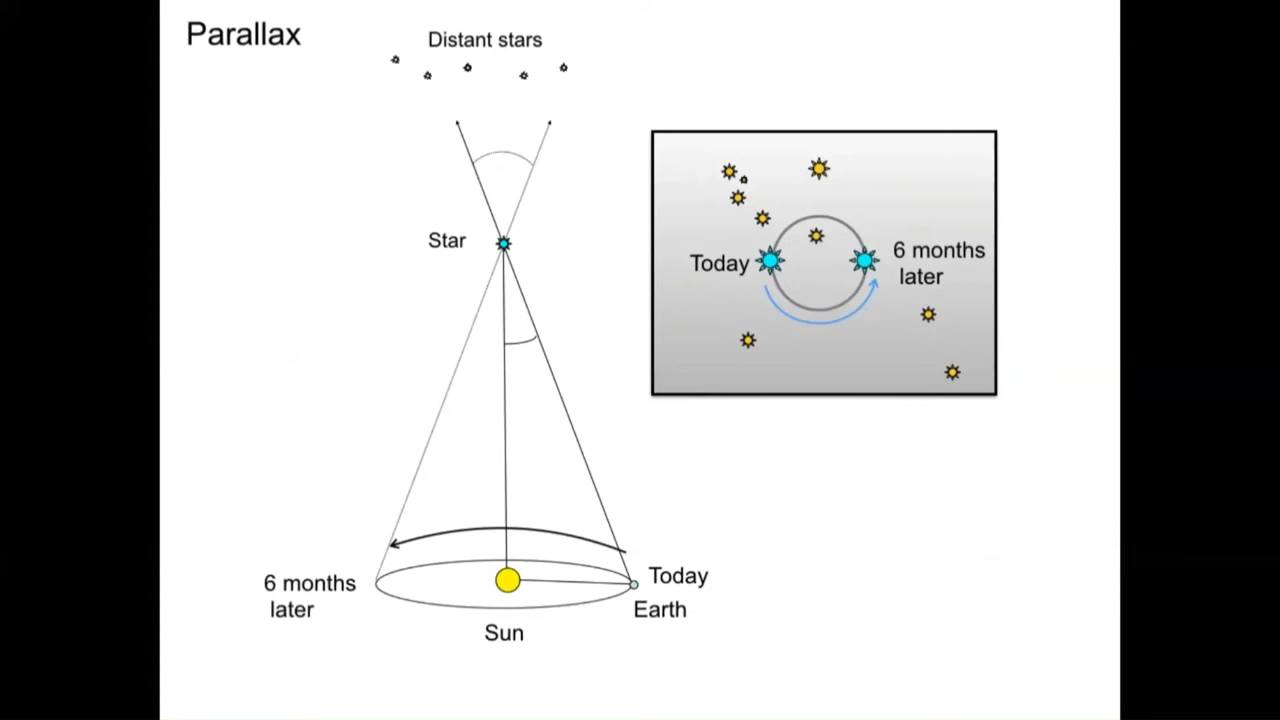 Parallax
Distant stars
Star
6 months
later
Today
Earth
Sun
Today
6 months
later